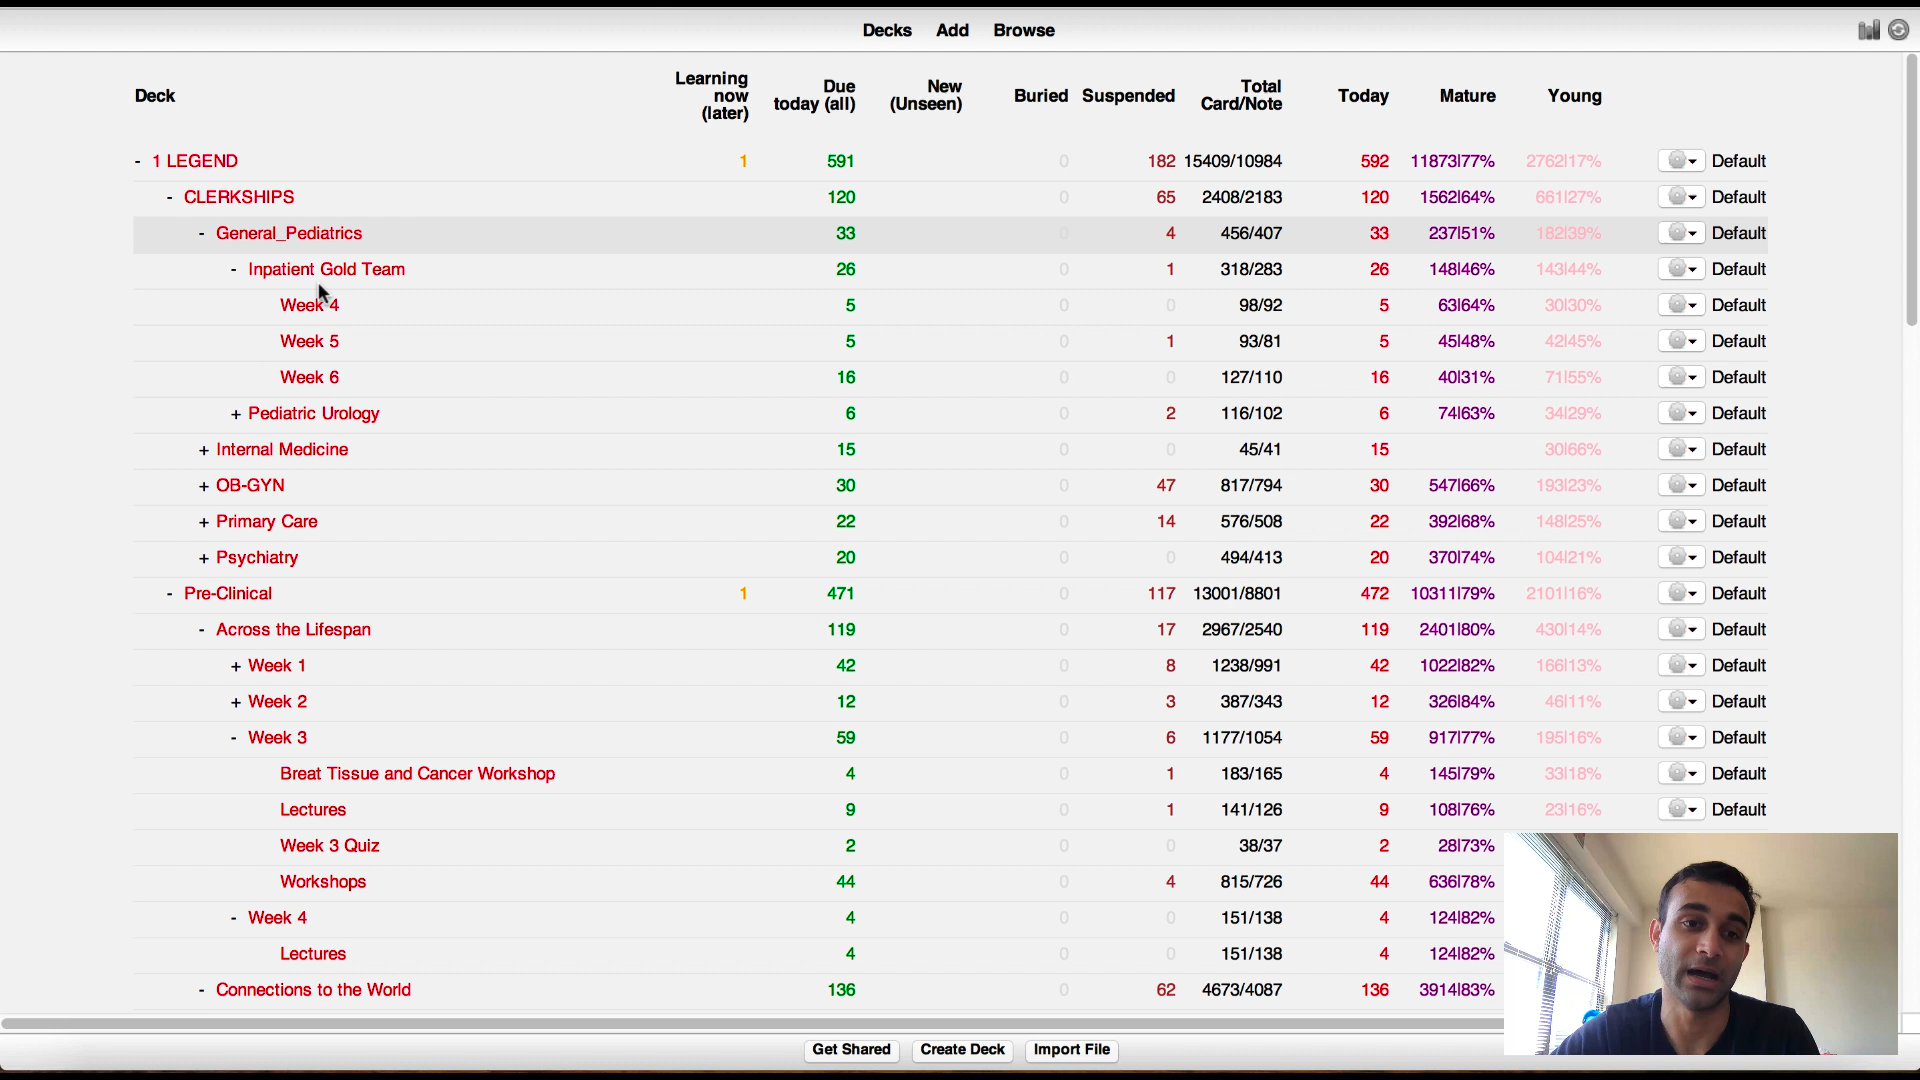 Decks Add Browse
Deck Learning now (later) Due today (all) New (Unseen) Buried Suspended Total Card/Note Today Mature Young
- 1 LEGEND 1 591 0 182 15409/10984 592 11873|77% 2762|17% Default
- CLERKSHIPS 120 0 65 2408/2183 120 1562|64% 661|27% Default
- General_Pediatrics 33 0 4 456/407 33 237|51% 182|39% Default
- Inpatient Gold Team 26 0 1 318/283 26 148|46% 143|44% Default
Week 4 5 0 0 98/92 5 63|64% 30|30% Default
Week 5 5 0 1 93/81 5 45|48% 42|45% Default
Week 6 16 0 0 127/110 16 40|31% 71|55% Default
+ Pediatric Urology 6 0 2 116/102 6 74|63% 34|29% Default
+ Internal Medicine 15 0 0 45/41 15 30|66% Default
+ OB-GYN 30 0 47 817/794 30 547|66% 193|23% Default
+ Primary Care 22 0 14 576/508 22 392|68% 148|25% Default
+ Psychiatry 20 0 0 494/413 20 370|74% 104|21% Default
- Pre-Clinical 1 471 0 117 13001/8801 472 10311|79% 2101|16% Default
- Across the Lifespan 119 0 17 2967/2540 119 2401|80% 430|14% Default
+ Week 1 42 0 8 1238/991 42 1022|82% 166|13% Default
+ Week 2 12 0 3 387/343 12 326|84% 46|11% Default
- Week 3 59 0 6 1177/1054 59 917|77% 195|16% Default
Breat Tissue and Cancer Workshop 4 0 1 183/165 4 145|79% 33|18% Default
Lectures 9 0 1 141/126 9 108|76% 23|16% Default
Week 3 Quiz 2 0 0 38/37 2 28|73%
Workshops 44 0 4 815/726 44 636|78%
- Week 4 4 0 0 151/138 4 124|82%
Lectures 4 0 0 151/138 4 124|82%
- Connections to the World 136 0 62 4673/4087 136 3914|83%
Get Shared Create Deck Import File